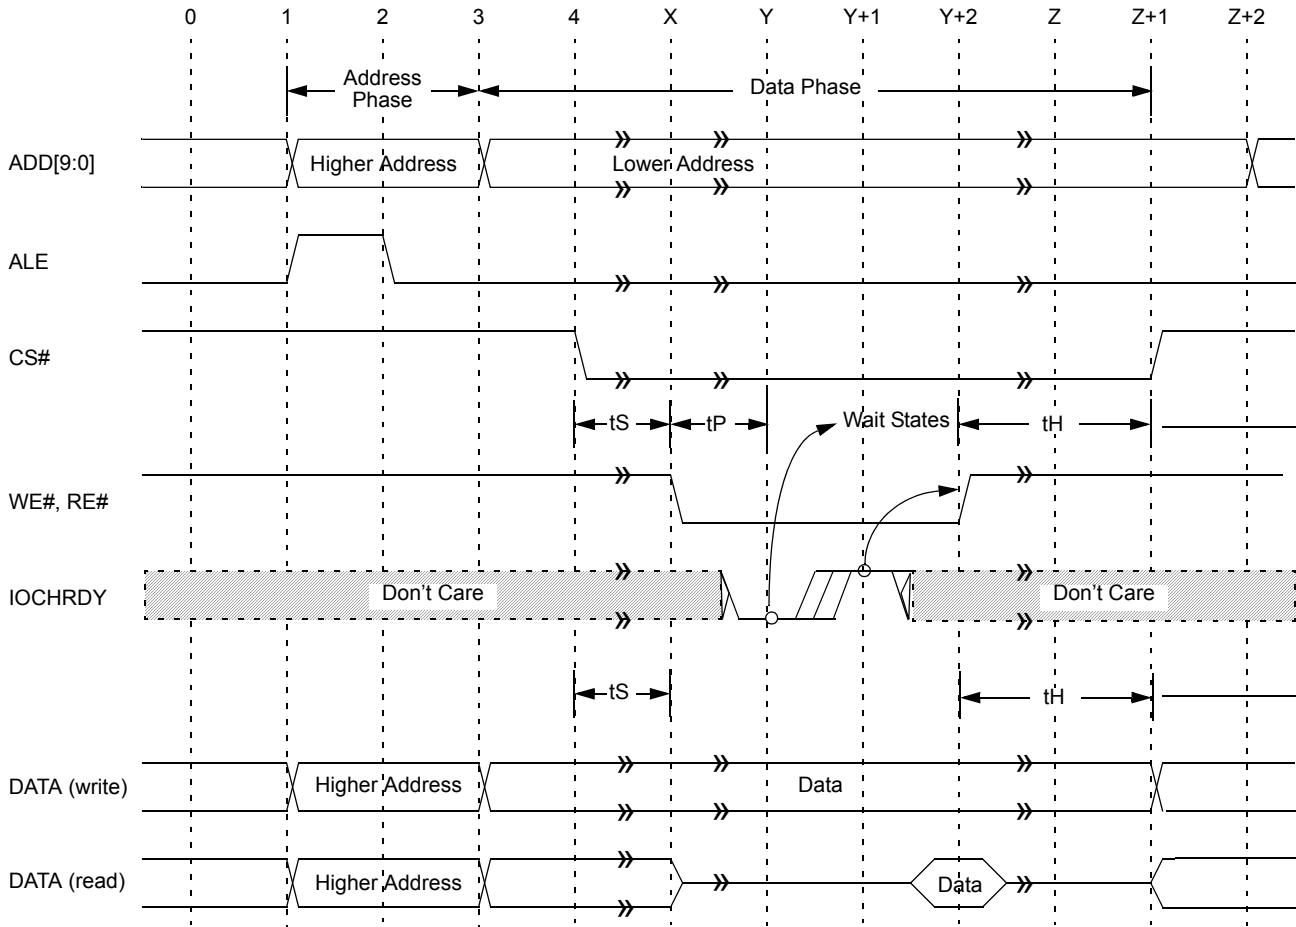 0 1 2 3 4 X Y Y+1 Y+2 Z Z+1 Z+2
Address
Phase
Data Phase
ADD[9:0] Higher Address Lower Address
ALE
CS#
tS tP Wait States tH
WE#, RE#
IOCHRDY Don't Care Don't Care
tS tH
DATA (write) Higher Address Data
DATA (read) Higher Address Data